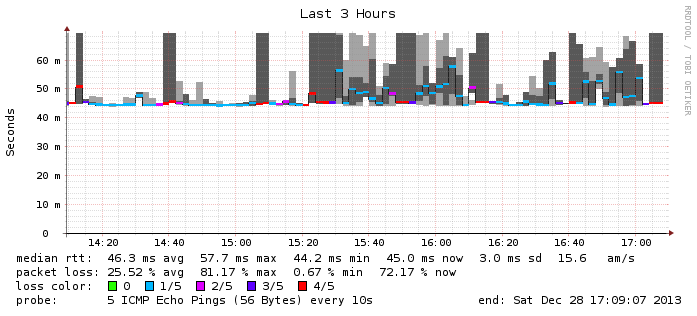 Last 3 Hours
RRDTOOL / TOBI OETIKER
Seconds
60 m
50 m
40 m
30 m
20 m
10 m
0
14:20 14:40 15:00 15:20 15:40 16:00 16:20 16:40 17:00
median rtt: 46.3 ms avg 57.7 ms max 44.2 ms min 45.0 ms now 3.0 ms sd 15.6 am/s
packet loss: 25.52 % avg 81.17 % max 0.67 % min 72.17 % now
loss color: 0 1/5 2/5 3/5 4/5
probe: 5 ICMP Echo Pings (56 Bytes) every 10s end: Sat Dec 28 17:09:07 2013